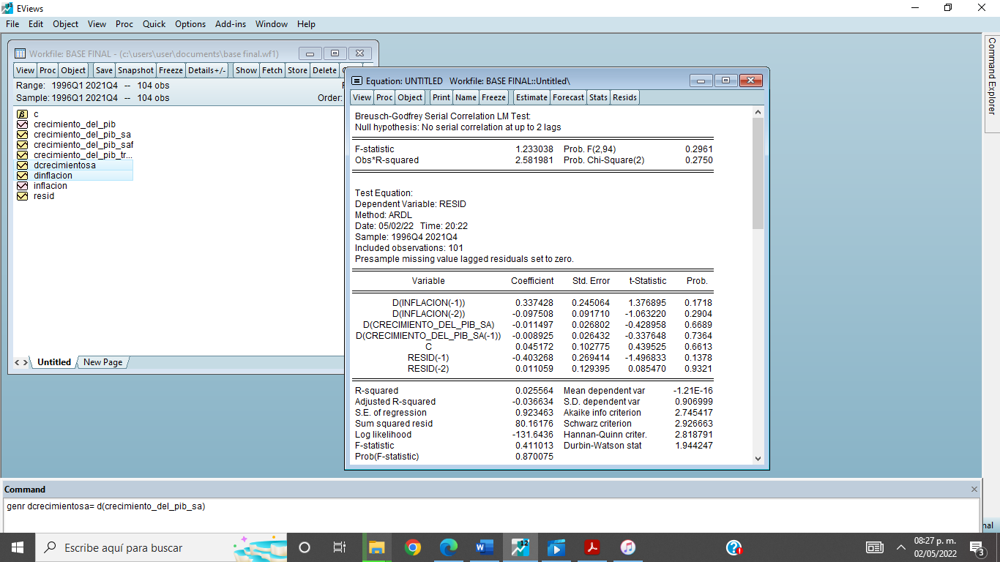 EViews
File Edit Object View Proc Quick Options Add-ins Window Help
Workfile: BASE FINAL - (c:\users\user\documents\base final.wf1)
View Proc Object Save Snapshot Freeze Details+/- Show Fetch Store Delete
Range: 1996Q1 2021Q4 -- 104 obs
Sample: 1996Q1 2021Q4 -- 104 obs Order:
c
crecimiento_del_pib
crecimiento_del_pib_sa
crecimiento_del_pib_saf
crecimiento_del_pib_tr...
dcrecimientosa
dinflacion
inflacion
resid
< > Untitled New Page
Equation: UNTITLED Workfile: BASE FINAL::Untitled\
View Proc Object Print Name Freeze Estimate Forecast Stats Resids
Breusch-Godfrey Serial Correlation LM Test:
Null hypothesis: No serial correlation at up to 2 lags
F-statistic 1.233038 Prob. F(2,94) 0.2961
Obs*R-squared 2.581981 Prob. Chi-Square(2) 0.2750
Test Equation:
Dependent Variable: RESID
Method: ARDL
Date: 05/02/22 Time: 20:22
Sample: 1996Q4 2021Q4
Included observations: 101
Presample missing value lagged residuals set to zero.
Variable Coefficient Std. Error t-Statistic Prob.
D(INFLACION(-1)) 0.337428 0.245064 1.376895 0.1718
D(INFLACION(-2)) -0.097508 0.091710 -1.063220 0.2904
D(CRECIMIENTO_DEL_PIB_SA) -0.011497 0.026802 -0.428958 0.6689
D(CRECIMIENTO_DEL_PIB_SA(-1)) -0.008925 0.026432 -0.337648 0.7364
C 0.045172 0.102775 0.439525 0.6613
RESID(-1) -0.403268 0.269414 -1.496833 0.1378
RESID(-2) 0.011059 0.129395 0.085470 0.9321
R-squared 0.025564 Mean dependent var -1.21E-16
Adjusted R-squared -0.036634 S.D. dependent var 0.906999
S.E. of regression 0.923463 Akaike info criterion 2.745417
Sum squared resid 80.16176 Schwarz criterion 2.926663
Log likelihood -131.6436 Hannan-Quinn criter. 2.818791
F-statistic 0.411013 Durbin-Watson stat 1.944247
Prob(F-statistic) 0.870075
Command Explorer
Command
genr dcrecimientosa= d(crecimiento_del_pib_sa)
Escribe aquí para buscar
12
08:27 p. m.
02/05/2022
3